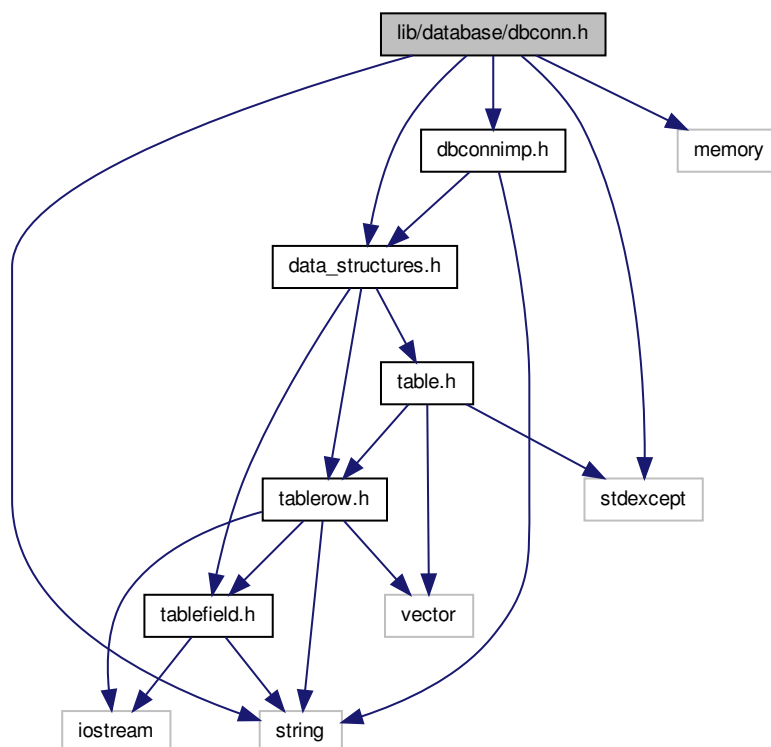 lib/database/dbconn.h
dbconnimp.h
memory
data_structures.h
table.h
tablerow.h
stdexcept
tablefield.h
vector
iostream
string